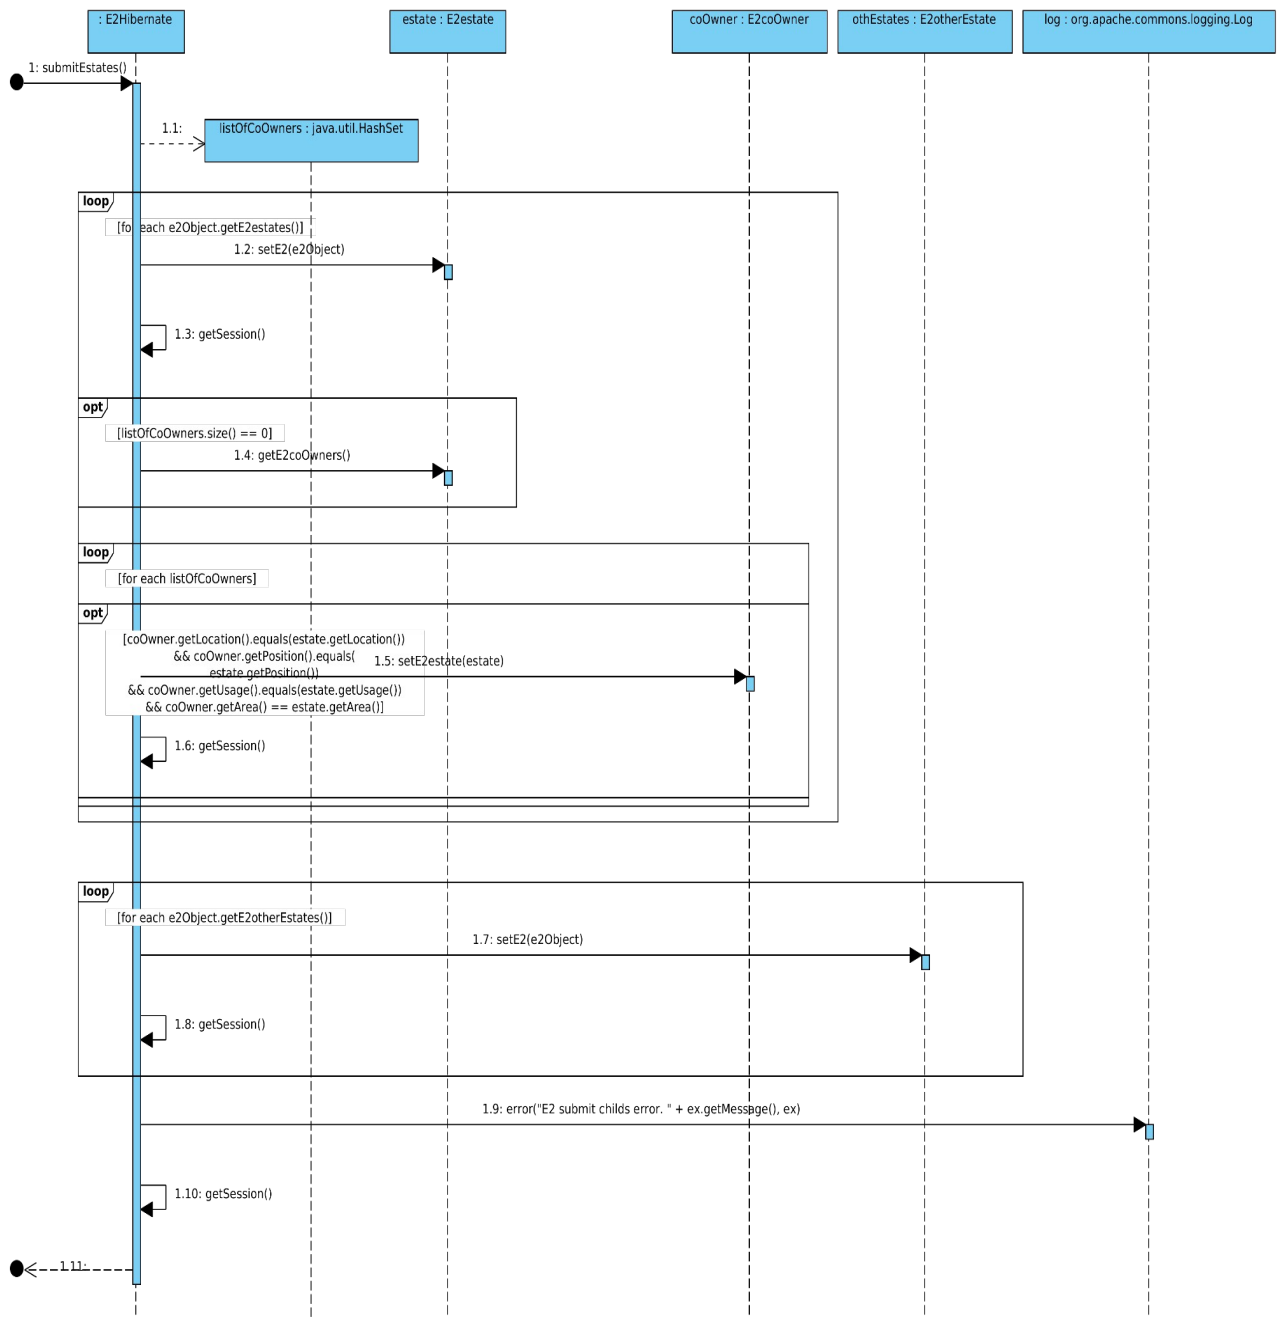 : E2Hibernate
estate : E2estate
coOwner : E2coOwner
othEstates : E2otherEstate
log : org.apache.commons.logging.Log
1: submitEstates()
1.1:
listOfCoOwners : java.util.HashSet
loop
[for each e2Object.getE2estates()]
1.2: setE2(e2Object)
1.3: getSession()
opt
[listOfCoOwners.size() == 0]
1.4: getE2coOwners()
loop
[for each listOfCoOwners]
opt
[coOwner.getLocation().equals(estate.getLocation())
&& coOwner.getPosition().equals(
estate.getPosition())
&& coOwner.getUsage().equals(estate.getUsage())
&& coOwner.getArea() == estate.getArea()]
1.5: setE2estate(estate)
1.6: getSession()
loop
[for each e2Object.getE2otherEstates()]
1.7: setE2(e2Object)
1.8: getSession()
1.9: error("E2 submit childs error. " + ex.getMessage(), ex)
1.10: getSession()
1.11: